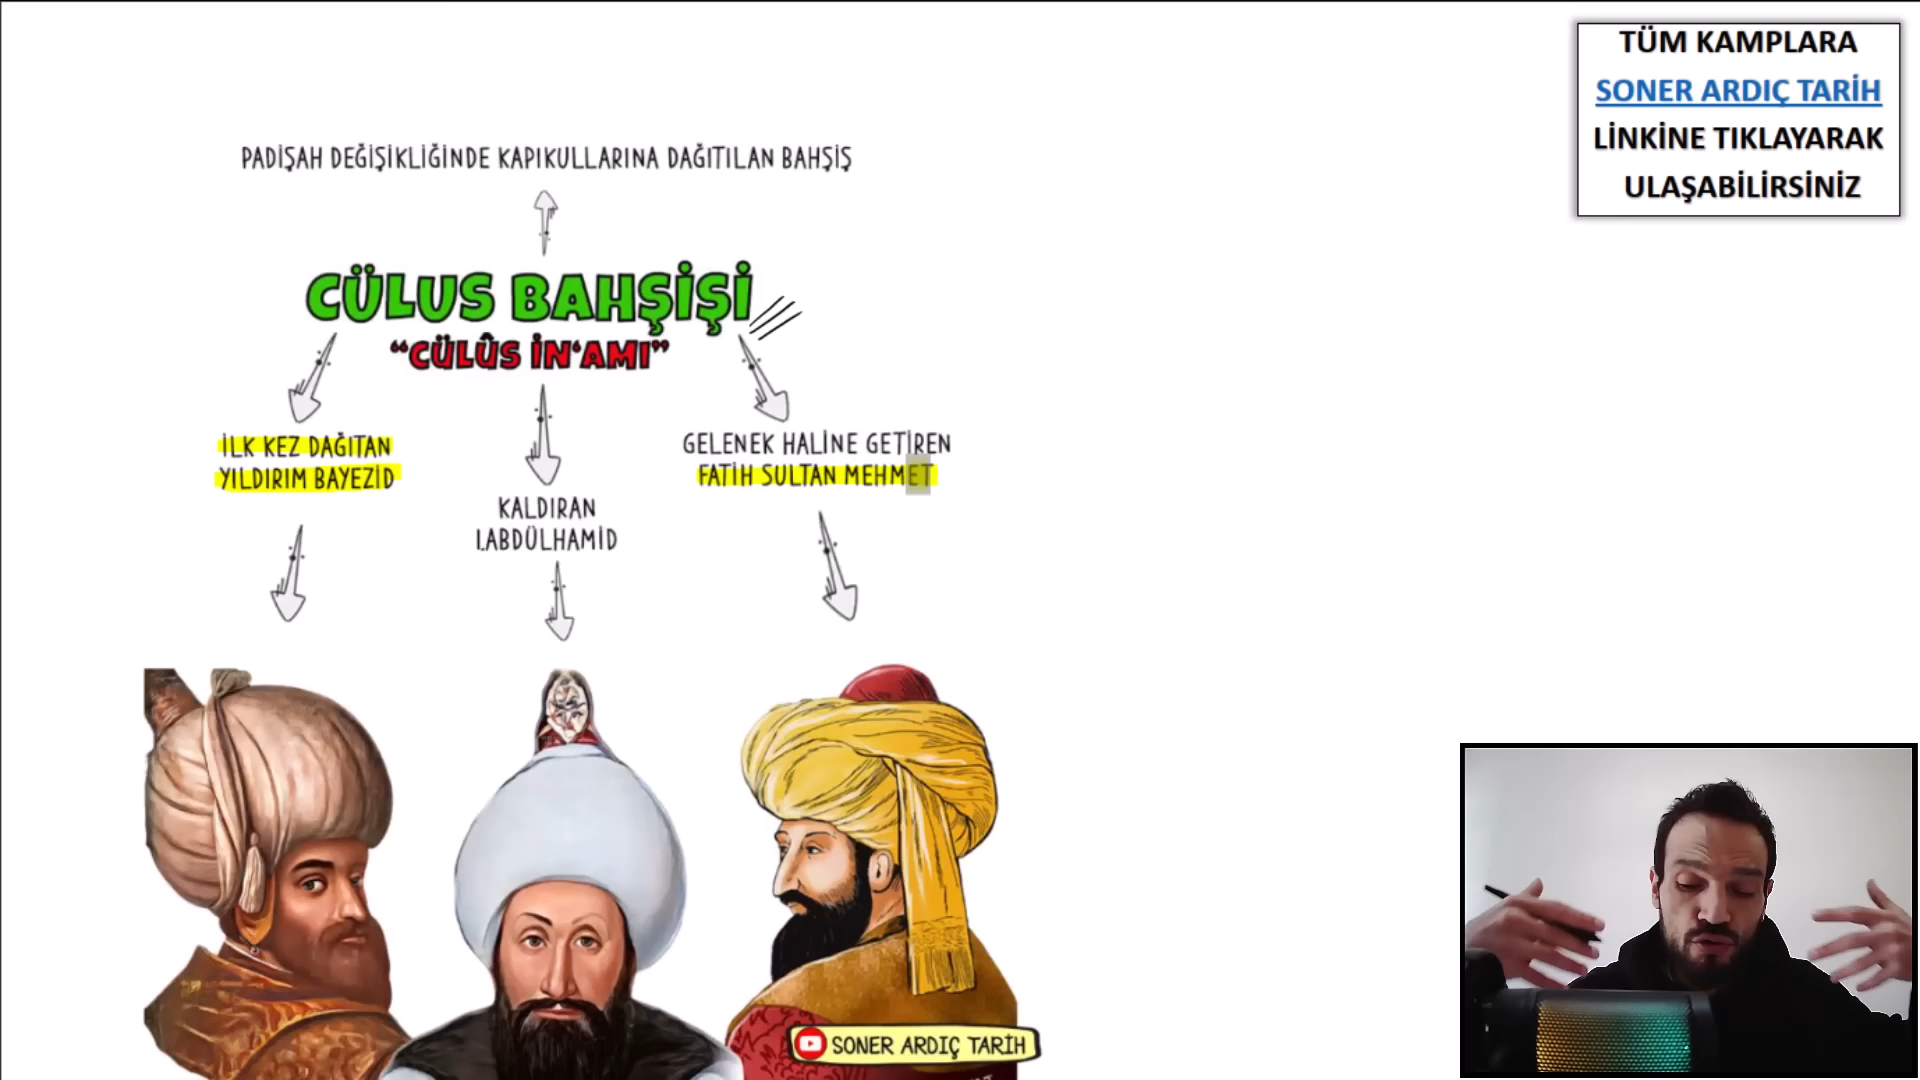 TÜM KAMPLARA
SONER ARDIÇ TARİH
LİNKİNE TIKLAYARAK
ULAŞABİLİRSİNİZ
PADİŞAH DEĞİŞİKLİĞİNDE KAPIKULLARINA DAĞITILAN BAHŞİŞ
CÜLUS BAHŞİŞİ
“CÜLÛS İN‘AMI”
İLK KEZ DAĞITAN
YILDIRIM BAYEZİD
KALDIRAN
I.ABDÜLHAMİD
GELENEK HALİNE GETİREN
FATİH SULTAN MEHMET
SONER ARDIÇ TARİH